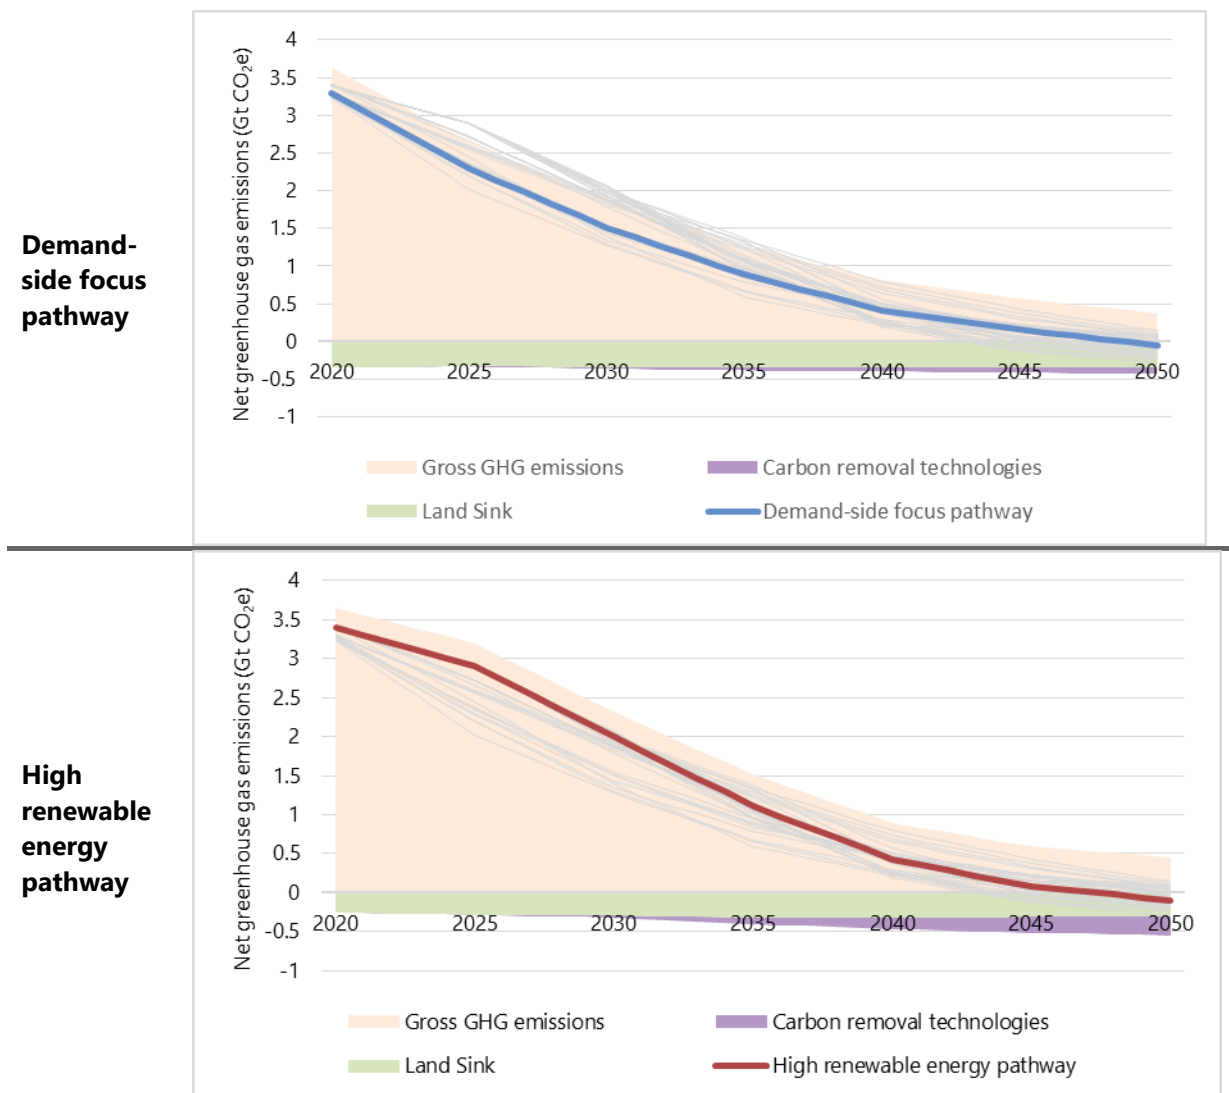 Demand-
side focus
pathway
Net greenhouse gas emissions (Gt CO₂e)
4
3.5
3
2.5
2
1.5
1
0.5
0
-0.5
-1
2020 2025 2030 2035 2040 2045 2050
Gross GHG emissions Carbon removal technologies
Land Sink Demand-side focus pathway
High
renewable
energy
pathway
Net greenhouse gas emissions (Gt CO₂e)
4
3.5
3
2.5
2
1.5
1
0.5
0
-0.5
-1
2020 2025 2030 2035 2040 2045 2050
Gross GHG emissions Carbon removal technologies
Land Sink High renewable energy pathway